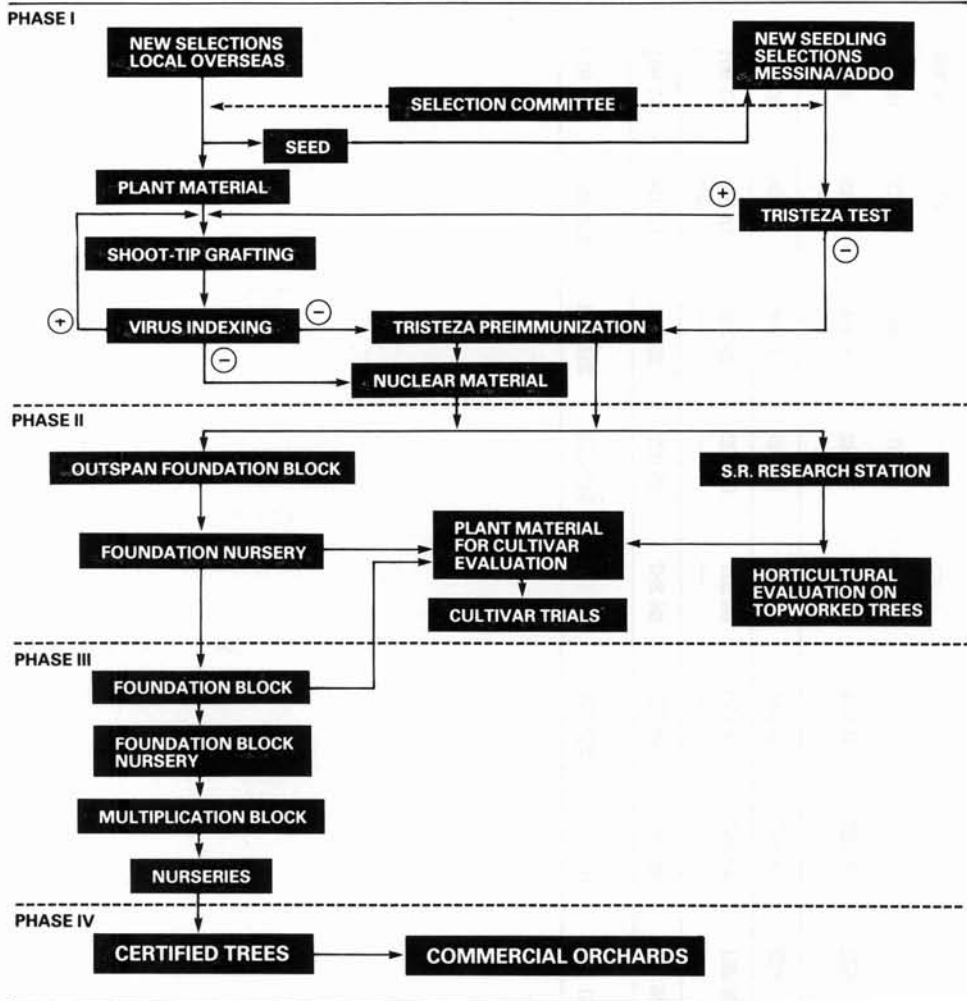 PHASE I
NEW SELECTIONS
LOCAL OVERSEAS
NEW SEEDLING
SELECTIONS
MESSINA/ADDO
SELECTION COMMITTEE
SEED
PLANT MATERIAL
+
TRISTEZA TEST
−
SHOOT-TIP GRAFTING
+
VIRUS INDEXING
−
TRISTEZA PREIMMUNIZATION
−
NUCLEAR MATERIAL
PHASE II
OUTSPAN FOUNDATION BLOCK
S.R. RESEARCH STATION
FOUNDATION NURSERY
PLANT MATERIAL
FOR CULTIVAR
EVALUATION
CULTIVAR TRIALS
HORTICULTURAL
EVALUATION ON
TOPWORKED TREES
PHASE III
FOUNDATION BLOCK
FOUNDATION BLOCK
NURSERY
MULTIPLICATION BLOCK
NURSERIES
PHASE IV
CERTIFIED TREES
COMMERCIAL ORCHARDS